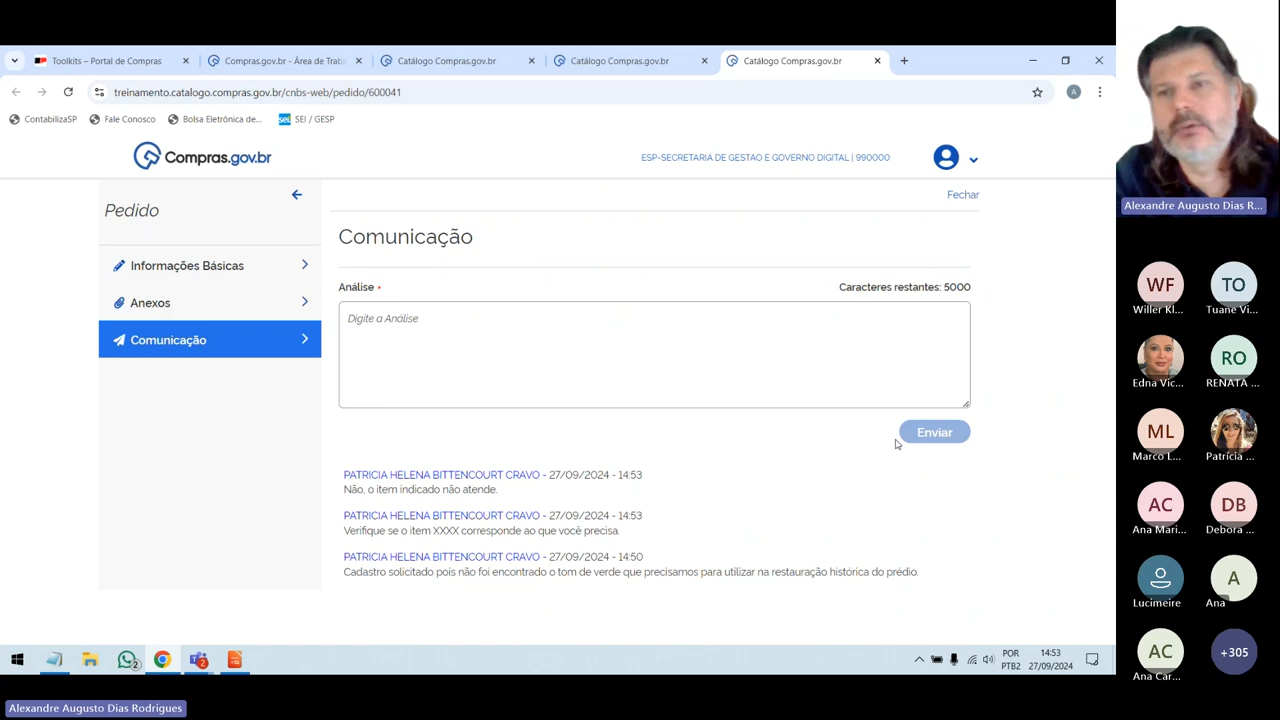 Toolkits – Portal de Compras
Compras.gov.br - Área de Trab
Catálogo Compras.gov.br
Catálogo Compras.gov.br
Catálogo Compras.gov.br
treinamento.catalogo.compras.gov.br/cnbs-web/pedido/600041
A
ContabilizaSP
Fale Conosco
Bolsa Eletrônica de...
sei!
SEI / GESP
Compras.gov.br
ESP-SECRETARIA DE GESTAO E GOVERNO DIGITAL | 990000
Pedido
Fechar
Informações Básicas
Anexos
Comunicação
Comunicação
Análise •
Caracteres restantes: 5000
Digite a Análise
Enviar
PATRICIA HELENA BITTENCOURT CRAVO - 27/09/2024 - 14:53
Não, o item indicado não atende.
PATRICIA HELENA BITTENCOURT CRAVO - 27/09/2024 - 14:53
Verifique se o item XXXX corresponde ao que você precisa.
PATRICIA HELENA BITTENCOURT CRAVO - 27/09/2024 - 14:50
Cadastro solicitado pois não foi encontrado o tom de verde que precisamos para utilizar na restauração histórica do prédio.
2
2
POR
PTB2
14:53
27/09/2024
Alexandre Augusto Dias R...
WF
Willer Kl...
TO
Tuane Vi...
Edna Vic...
RO
RENATA ...
ML
Marco L...
Patrícia ...
AC
Ana Mari...
DB
Debora ...
Lucimeire
A
Ana
AC
Ana Car...
+305
Alexandre Augusto Dias Rodrigues